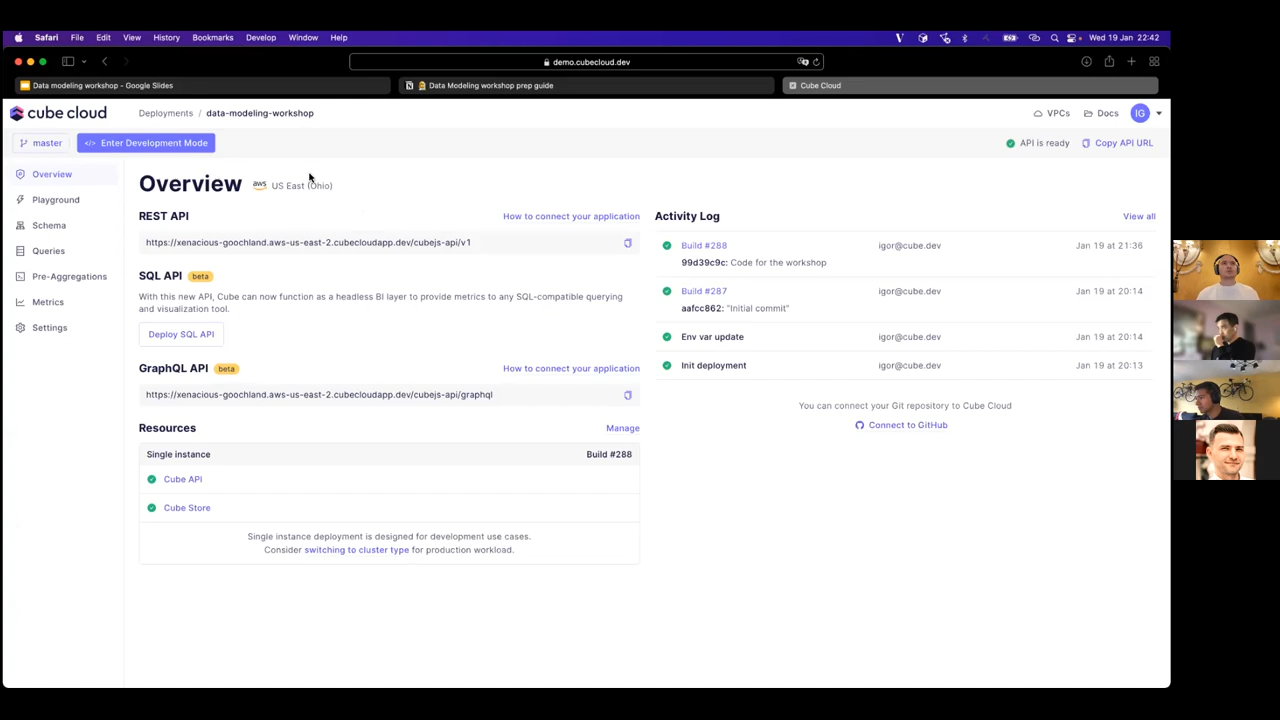 Safari File Edit View History Bookmarks Develop Window Help
Wed 19 Jan 22:42
demo.cubecloud.dev
Data modeling workshop - Google Slides
Data Modeling workshop prep guide
Cube Cloud
cube cloud
Deployments / data-modeling-workshop
VPCs
Docs
IG
master
</> Enter Development Mode
API is ready
Copy API URL
Overview
Playground
Schema
Queries
Pre-Aggregations
Metrics
Settings
Overview
aws US East (Ohio)
REST API
How to connect your application
https://xenacious-goochland.aws-us-east-2.cubecloudapp.dev/cubejs-api/v1
SQL API beta
With this new API, Cube can now function as a headless BI layer to provide metrics to any SQL-compatible querying
and visualization tool.
Deploy SQL API
GraphQL API beta
How to connect your application
https://xenacious-goochland.aws-us-east-2.cubecloudapp.dev/cubejs-api/graphql
Resources
Manage
Single instance
Build #288
Cube API
Cube Store
Single instance deployment is designed for development use cases.
Consider switching to cluster type for production workload.
Activity Log
View all
Build #288 igor@cube.dev Jan 19 at 21:36
99d39c9c: Code for the workshop
Build #287 igor@cube.dev Jan 19 at 20:14
aafcc862: "Initial commit"
Env var update igor@cube.dev Jan 19 at 20:14
Init deployment igor@cube.dev Jan 19 at 20:13
You can connect your Git repository to Cube Cloud
Connect to GitHub